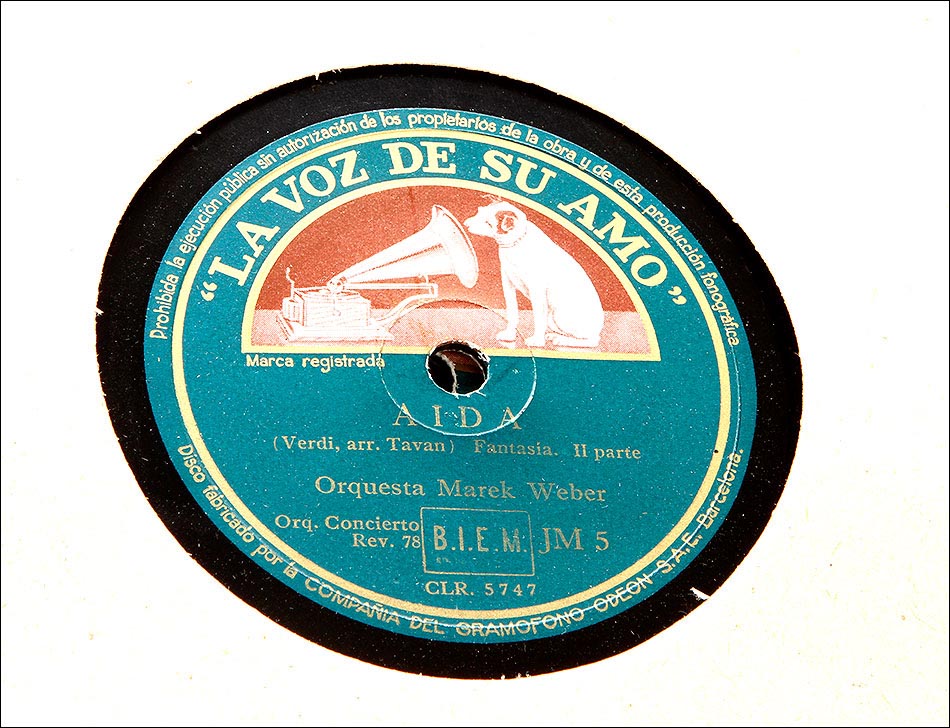 Prohibida la ejecución pública sin autorización de los propietarios de la obra y de esta producción fonográfica
"LA VOZ DE SU AMO"
Marca registrada
AIDA
(Verdi, arr. Tavan) Fantasía. II parte
Orquesta Marek Weber
Orq. Concierto
Rev. 78
B.I.E.M.
JM 5
CLR. 5747
Disco fabricado por la COMPAÑIA DEL GRAMOFONO ODEON S.A.E. Barcelona.